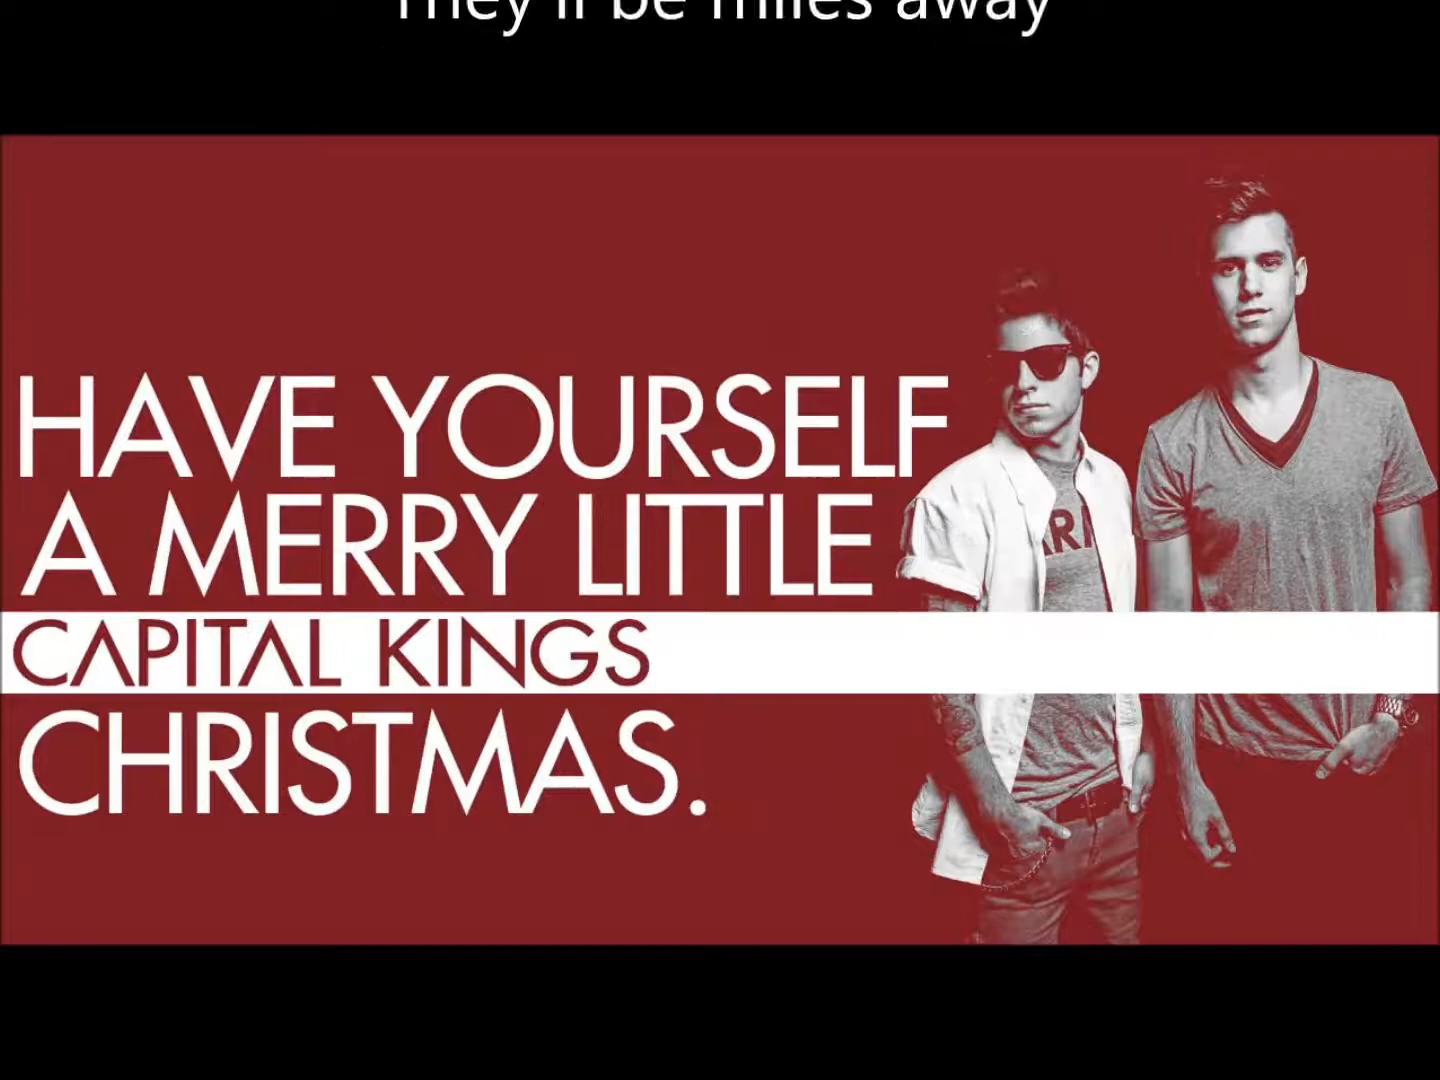 They'll be miles away
HAVE YOURSELF
A MERRY LITTLE
CAPITAL KINGS
CHRISTMAS.